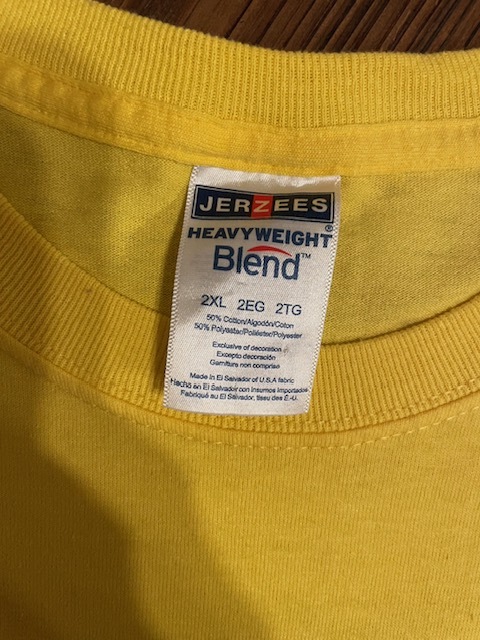 JERZEES
HEAVYWEIGHT®
Blend™
2XL 2EG 2TG
50% Cotton/Algodón/Coton
50% Polyester/Poliéster/Polyester
Exclusive of decoration
Excepto decoración
Garniture non comprise
Made in El Salvador of U.S.A fabric
Hecho en El Salvador con insumos importados
Fabriqué au El Salvador, tissu des É.-U.